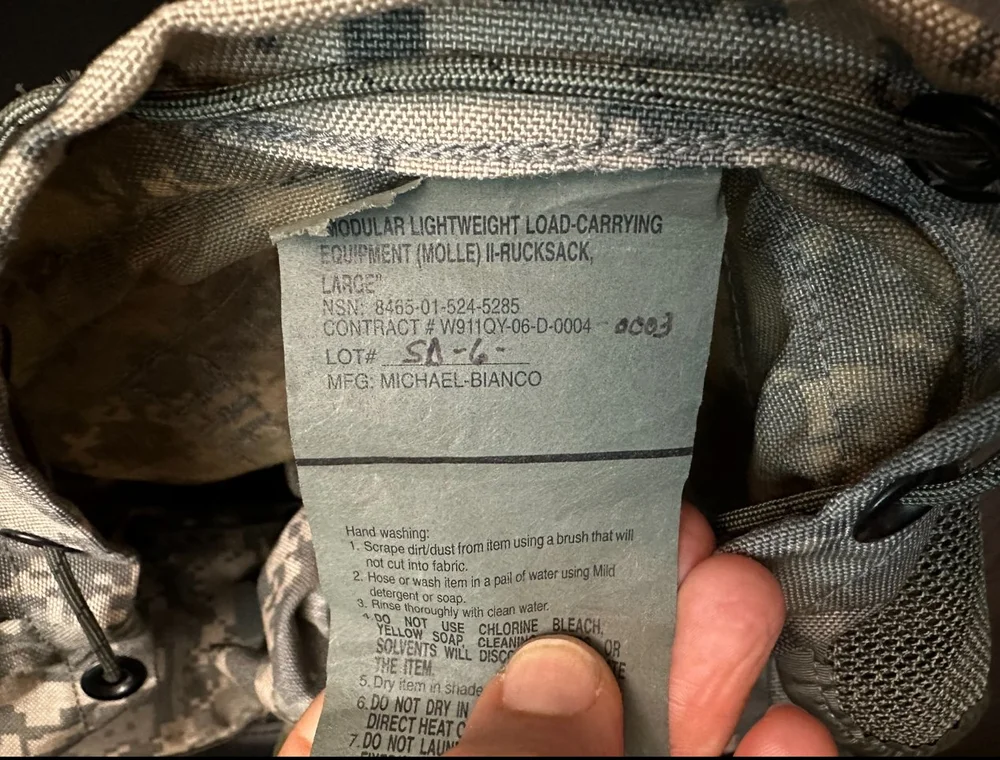 MODULAR LIGHTWEIGHT LOAD-CARRYING
EQUIPMENT (MOLLE) II-RUCKSACK,
LARGE"
NSN: 8465-01-524-5285
CONTRACT # W911QY-06-D-0004 - 0003
LOT# SA-6-
MFG: MICHAEL-BIANCO
Hand washing:
1. Scrape dirt/dust from item using a brush that will
not cut into fabric.
2. Hose or wash item in a pail of water using Mild
detergent or soap.
3. Rinse thoroughly with clean water.
4. DO NOT USE CHLORINE BLEACH,
YELLOW SOAP, CLEANING OR
SOLVENTS WILL
THE ITEM.
5. Dry item in shade
6. DO NOT DRY IN
DIRECT HEAT
7. DO NOT